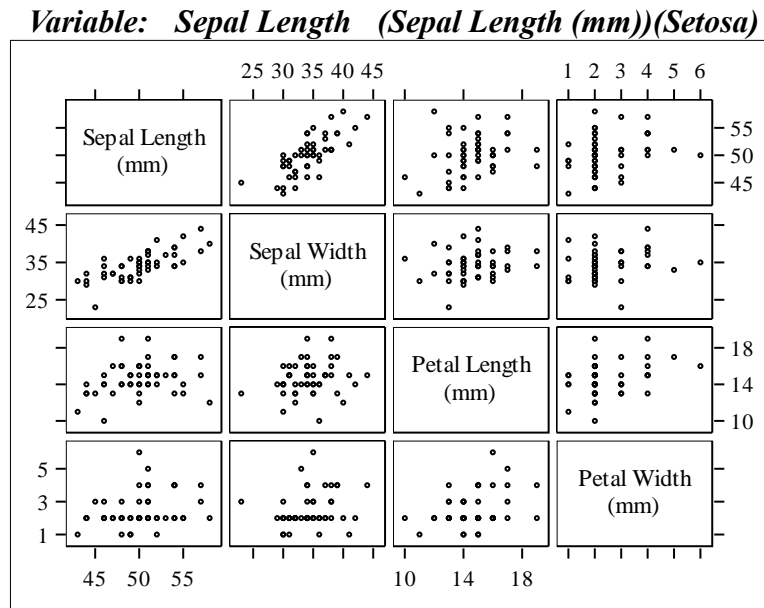 Variable: Sepal Length (Sepal Length (mm))(Setosa)
25 30 35 40 45
1 2 3 4 5 6
Sepal Length
(mm)
55
50
45
45
35
25
Sepal Width
(mm)
Petal Length
(mm)
18
14
10
5
3
1
Petal Width
(mm)
45 50 55
10 14 18